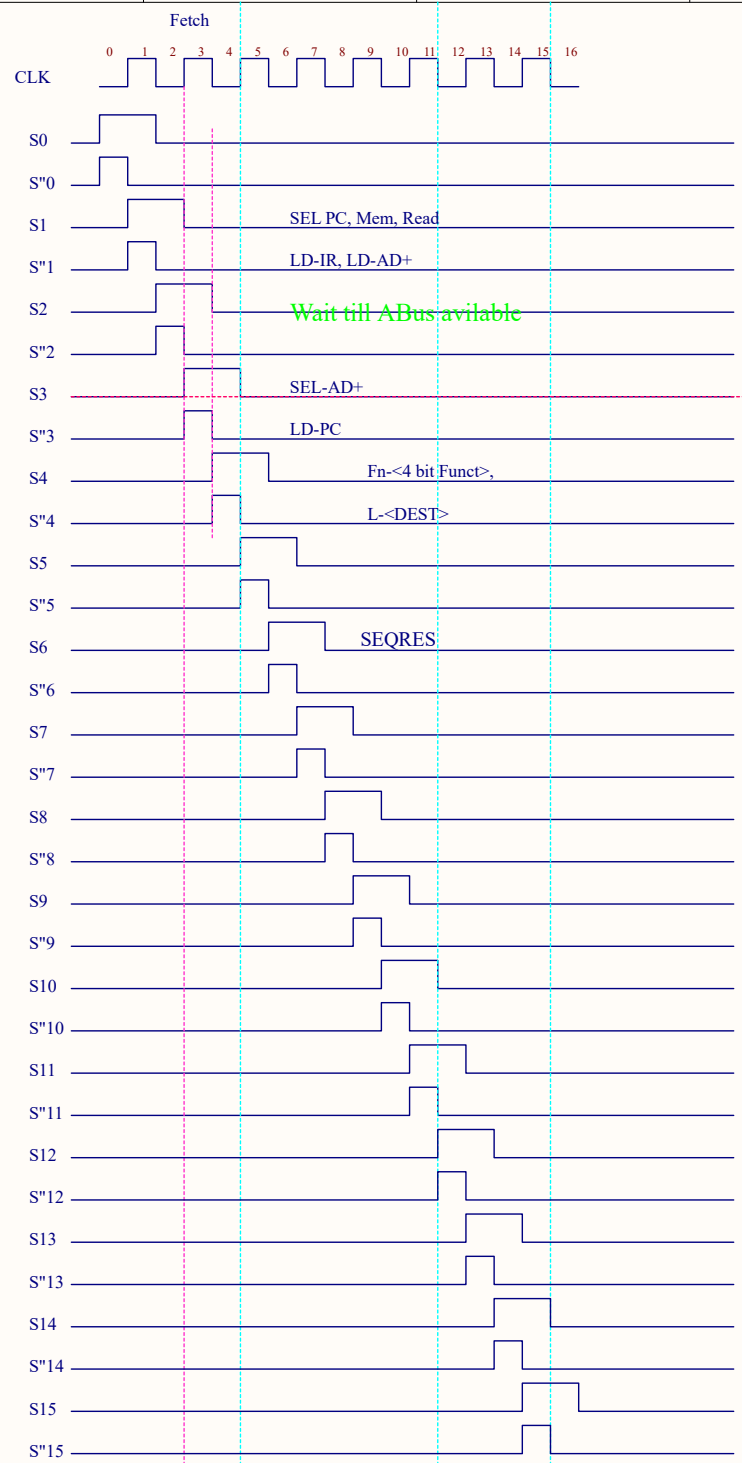 Fetch
0 1 2 3 4 5 6 7 8 9 10 11 12 13 14 15 16
CLK
S0
S"0
S1 SEL PC, Mem, Read
S"1 LD-IR, LD-AD+
S2 Wait till ABus avilable
S"2
S3 SEL-AD+
S"3 LD-PC
S4 Fn-<4 bit Funct>,
S"4 L-<DEST>
S5
S"5
S6 SEQRES
S"6
S7
S"7
S8
S"8
S9
S"9
S10
S"10
S11
S"11
S12
S"12
S13
S"13
S14
S"14
S15
S"15